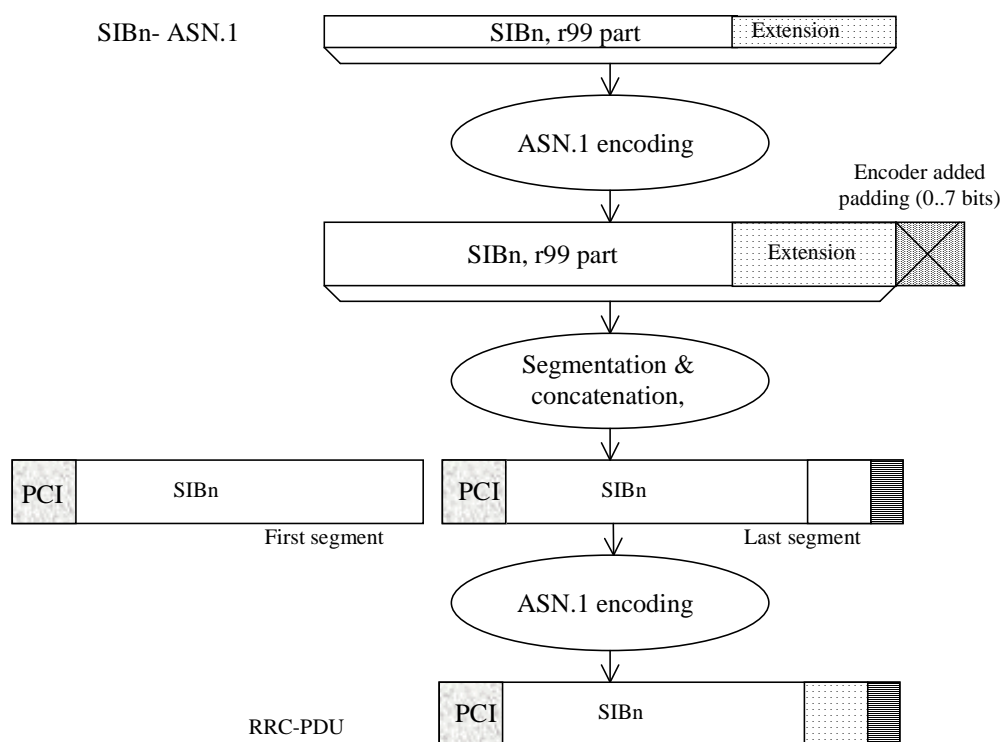 SIBn- ASN.1
SIBn, r99 part
Extension
ASN.1 encoding
Encoder added
padding (0..7 bits)
SIBn, r99 part
Extension
Segmentation &
concatenation,
PCI
SIBn
PCI
SIBn
First segment
Last segment
ASN.1 encoding
RRC-PDU
PCI
SIBn